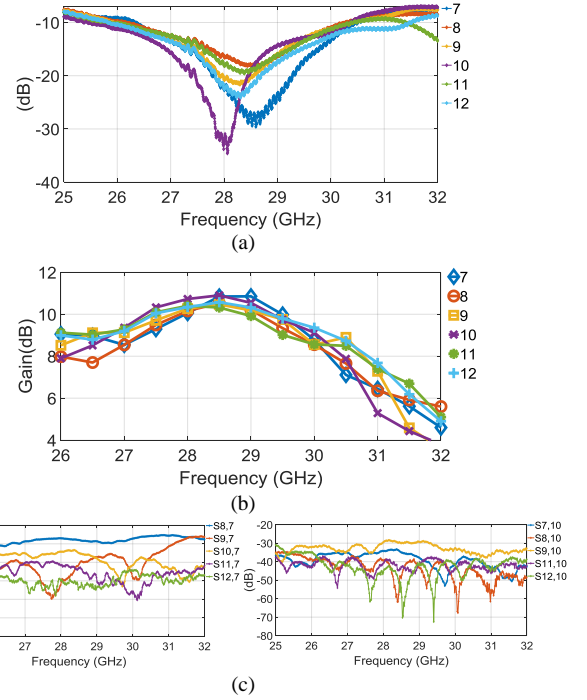 -10
-20
-30
-40
(dB)
25 26 27 28 29 30 31 32
Frequency (GHz)
7
8
9
10
11
12
(a)
12
10
8
6
4
Gain(dB)
26 27 28 29 30 31 32
Frequency (GHz)
7
8
9
10
11
12
(b)
27 28 29 30 31 32
Frequency (GHz)
S8,7
S9,7
S10,7
S11,7
S12,7
-20
-30
-40
-50
-60
-70
-80
(dB)
25 26 27 28 29 30 31 32
Frequency (GHz)
S7,10
S8,10
S9,10
S11,10
S12,10
(c)